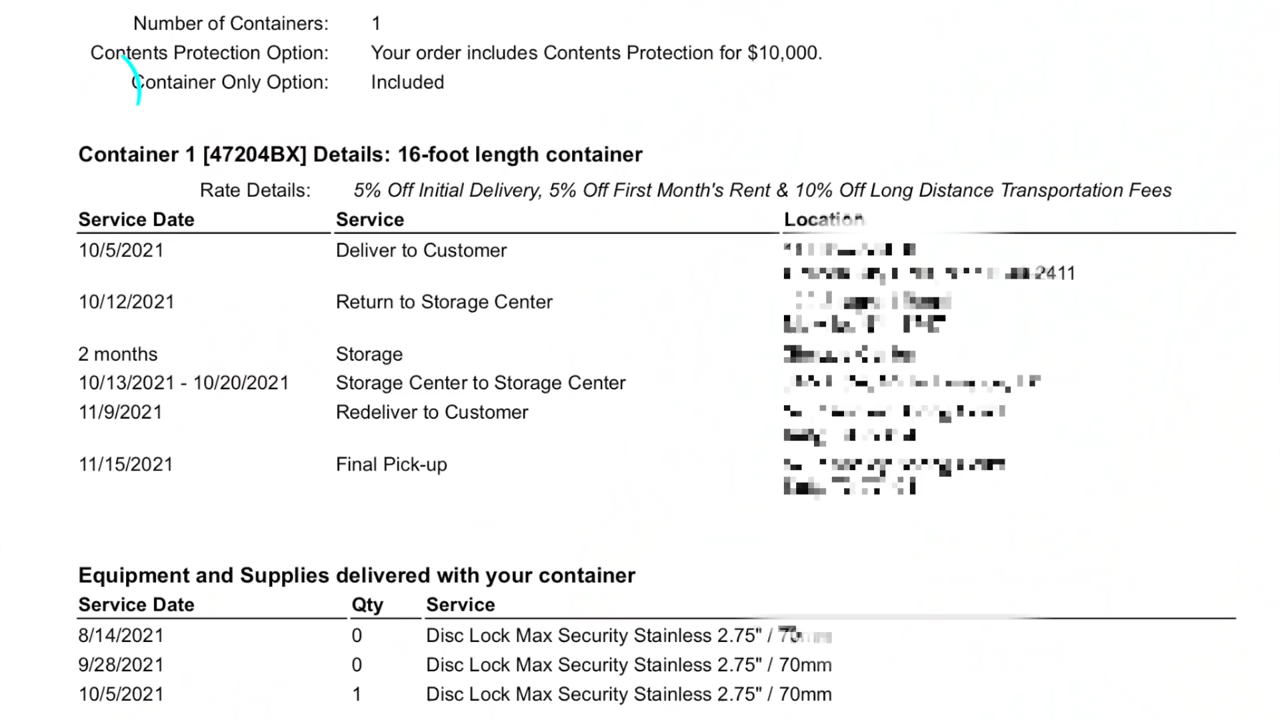 Number of Containers: 1
Contents Protection Option: Your order includes Contents Protection for $10,000.
Container Only Option: Included
Container 1 [47204BX] Details: 16-foot length container
Rate Details: 5% Off Initial Delivery, 5% Off First Month's Rent & 10% Off Long Distance Transportation Fees
Service Date Service Location
10/5/2021 Deliver to Customer
2411
10/12/2021 Return to Storage Center
2 months Storage
10/13/2021 - 10/20/2021 Storage Center to Storage Center
11/9/2021 Redeliver to Customer
11/15/2021 Final Pick-up
Equipment and Supplies delivered with your container
Service Date Qty Service
8/14/2021 0 Disc Lock Max Security Stainless 2.75" /
9/28/2021 0 Disc Lock Max Security Stainless 2.75" / 70mm
10/5/2021 1 Disc Lock Max Security Stainless 2.75" / 70mm